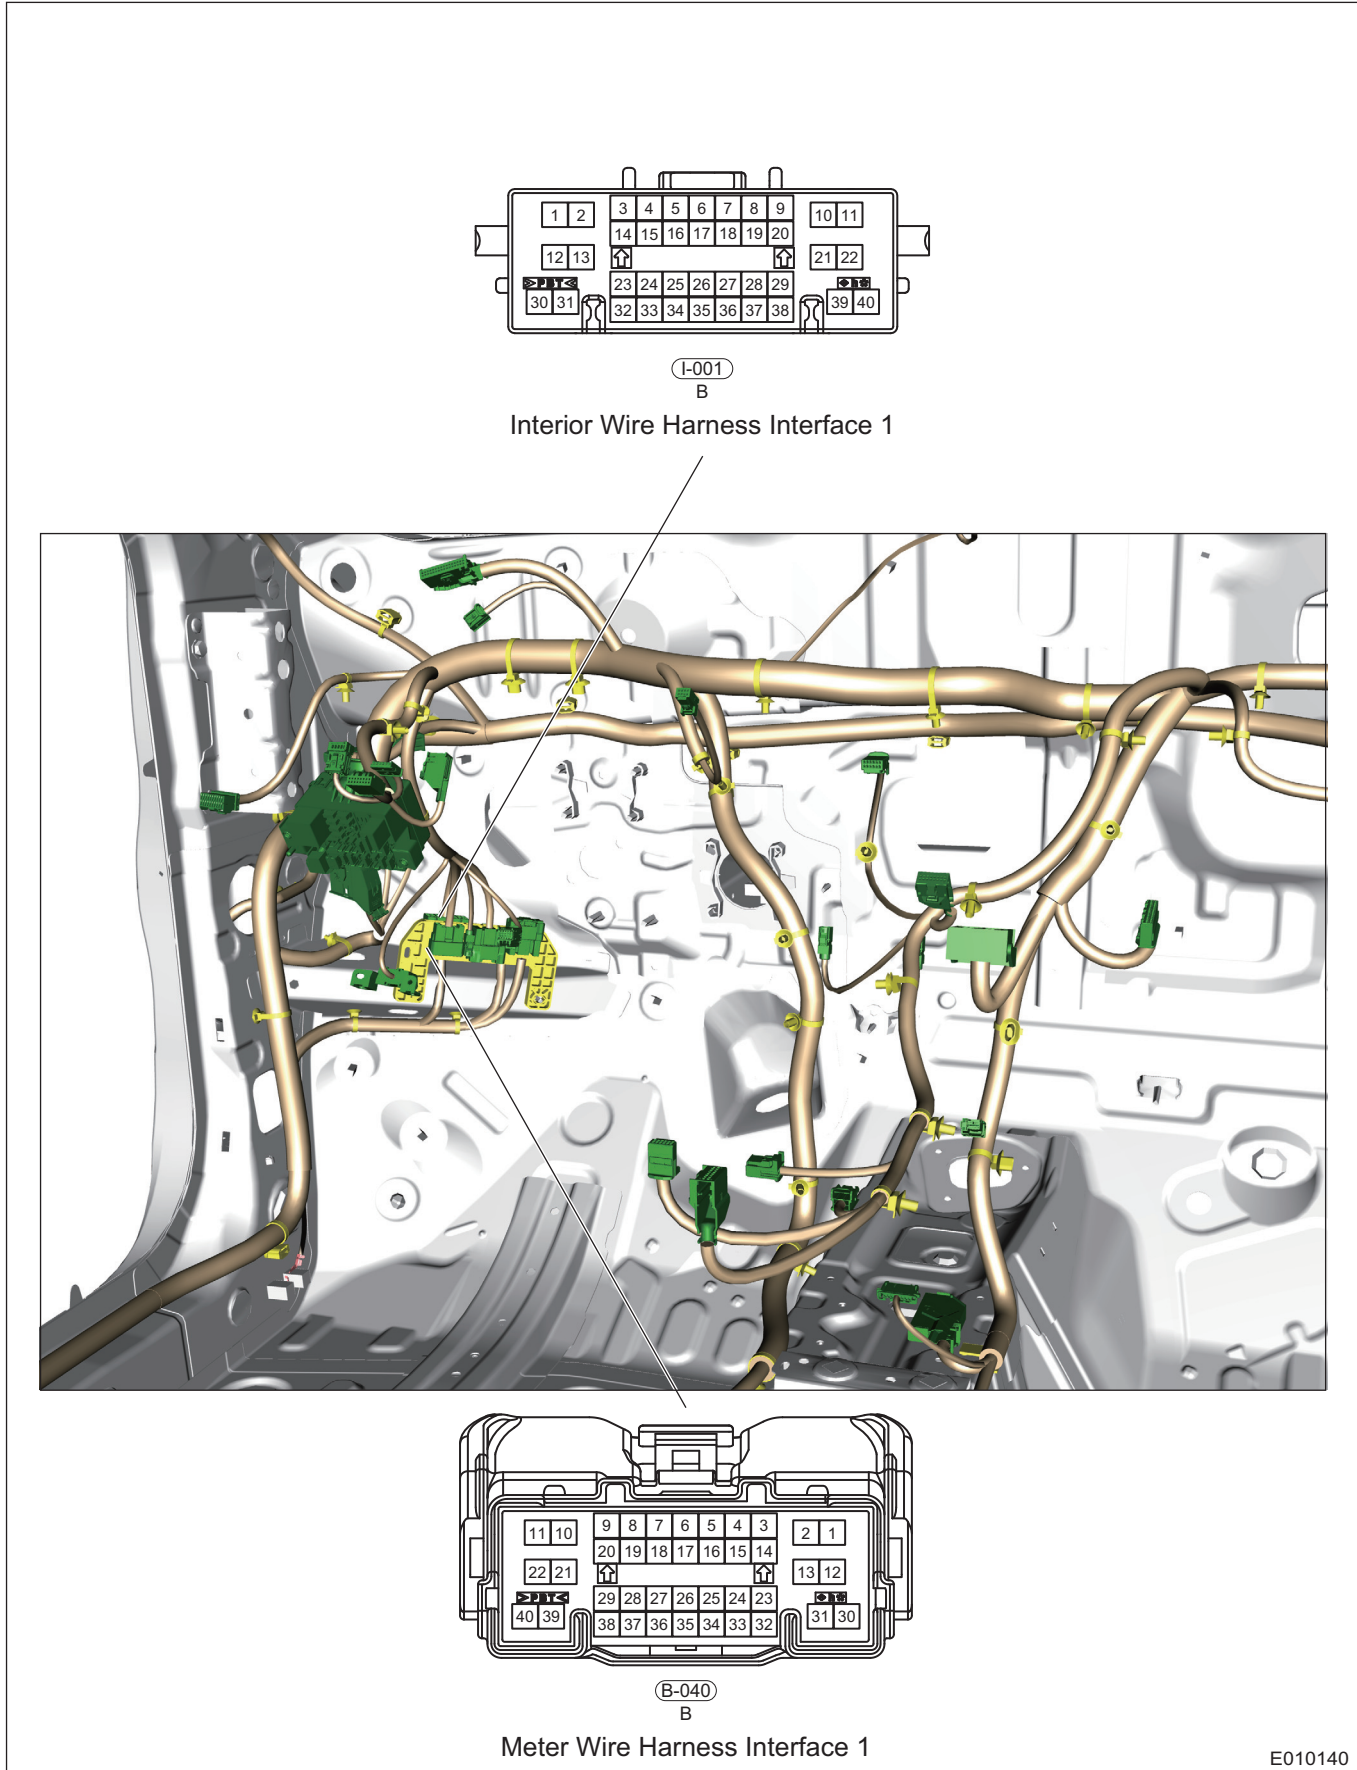 1 2 3 4 5 6 7 8 9 10 11
14 15 16 17 18 19 20
12 13 21 22
>PBT<
23 24 25 26 27 28 29
30 31 32 33 34 35 36 37 38 39 40
I-001
B
Interior Wire Harness Interface 1
11 10 9 8 7 6 5 4 3 2 1
20 19 18 17 16 15 14
22 21 13 12
>PBT<
29 28 27 26 25 24 23
40 39 38 37 36 35 34 33 32 31 30
B-040
B
Meter Wire Harness Interface 1
E010140